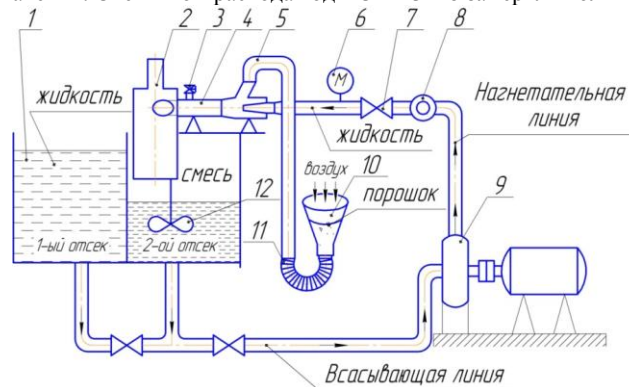 1 2 3 4 5 6 7 8
М
жидкость
Нагнетательная
линия
жидкость
смесь
воздух
10
12
порошок
9
11
1-ый отсек
2-ой отсек
Всасывающая линия